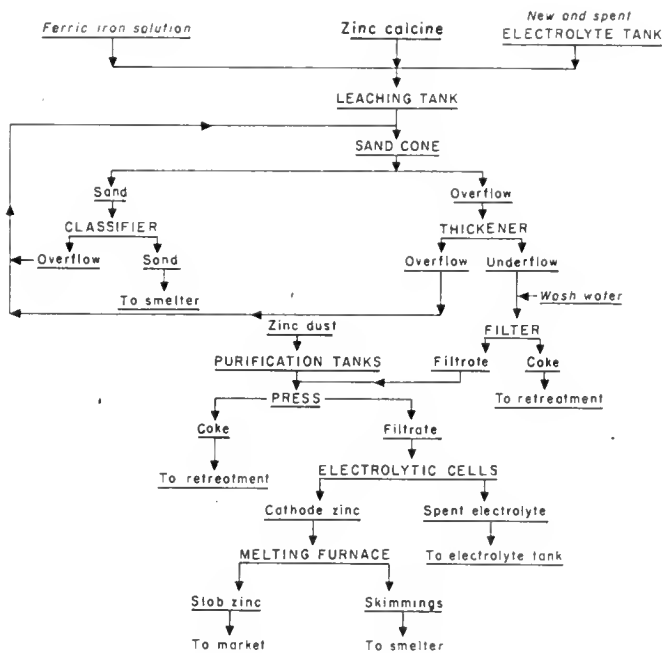 Ferric iron solution
Zinc calcine
New and spent
ELECTROLYTE TANK
LEACHING TANK
SAND CONE
Sand
Overflow
CLASSIFIER
THICKENER
Overflow
Sand
Overflow
Underflow
To smelter
Wash water
Zinc dust
FILTER
PURIFICATION TANKS
Filtrate
Cake
PRESS
To retreatment
Cake
Filtrate
To retreatment
ELECTROLYTIC CELLS
Cathode zinc
Spent electrolyte
MELTING FURNACE
To electrolyte tank
Slab zinc
Skimmings
To market
To smelter